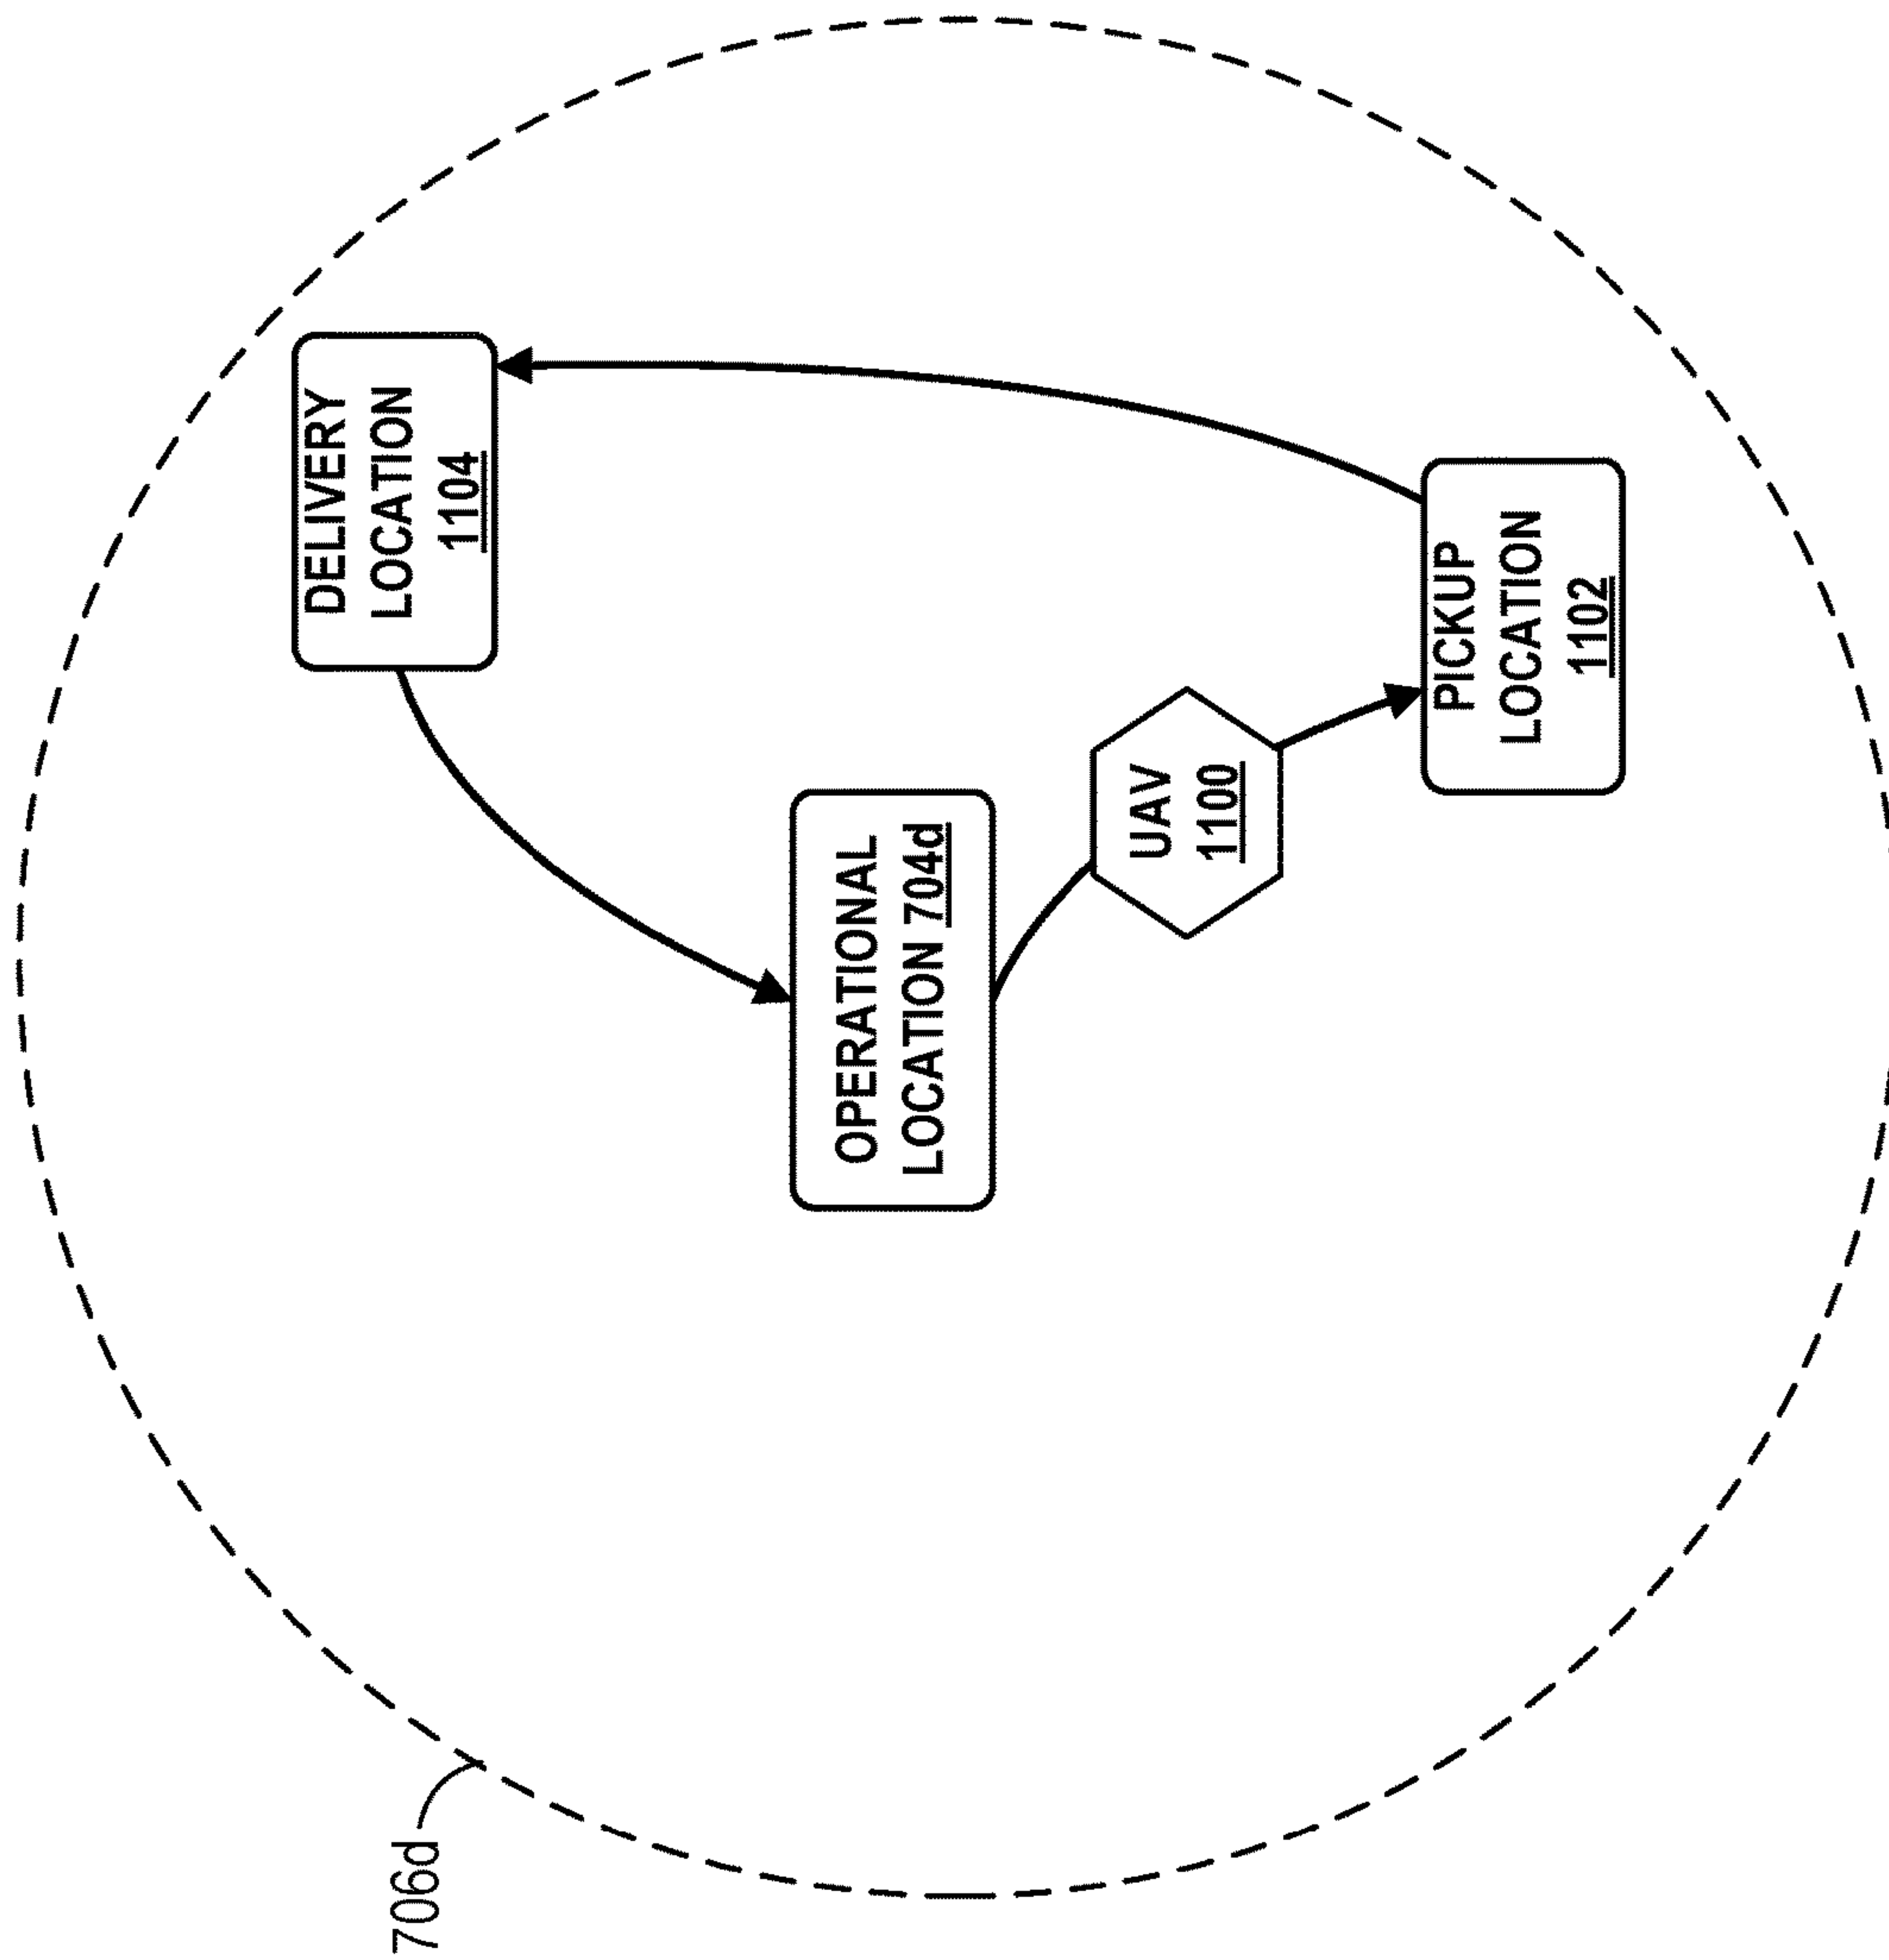 706d
OPERATIONAL
LOCATION 704d
DELIVERY
LOCATION
1104
UAV
1100
PICKUP
LOCATION
1102